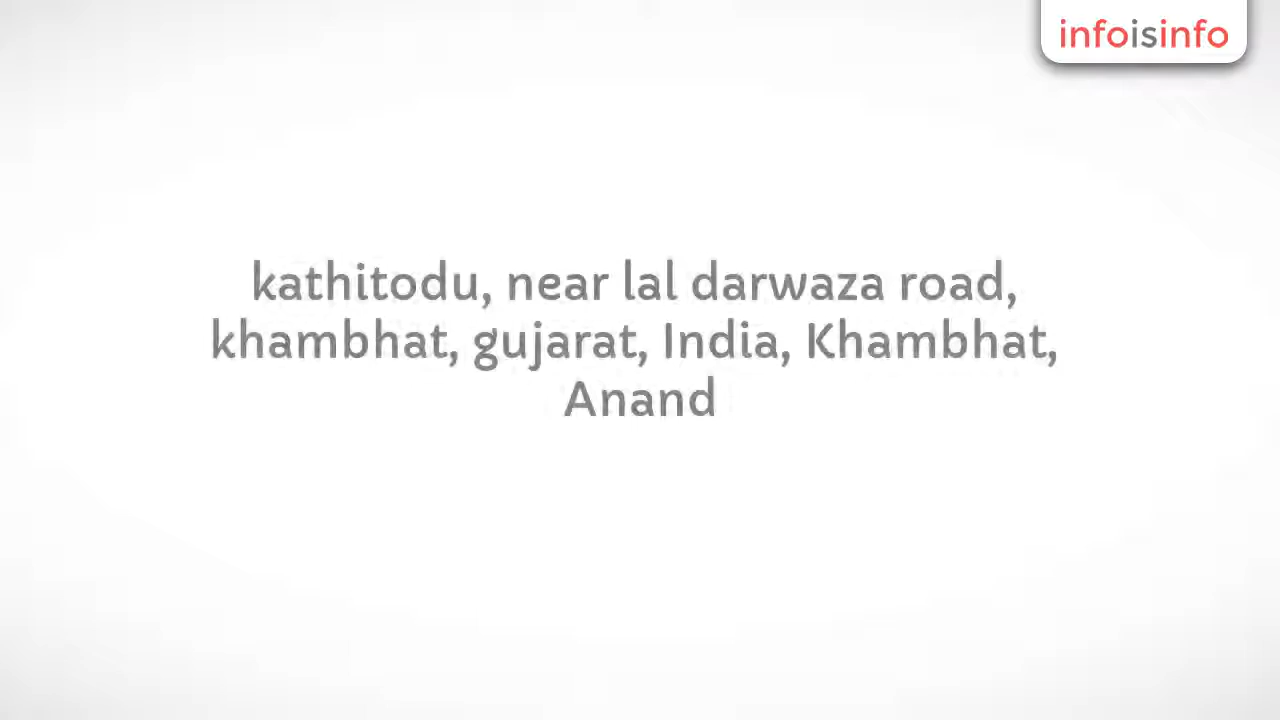 infoisinfo
kathitodu, near lal darwaza road,
khambhat, gujarat, India, Khambhat,
Anand